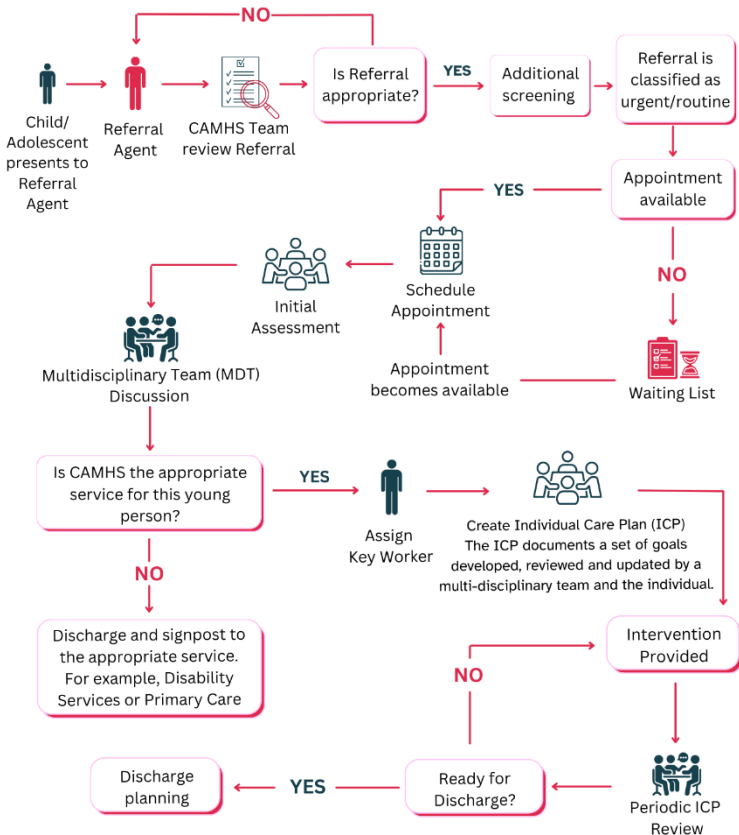 NO
Child/
Adolescent
presents to
Referral
Agent
Referral
Agent
CAMHS Team
review Referral
Is Referral
appropriate?
YES
Additional
screening
Referral is
classified as
urgent/routine
Appointment
available
YES
NO
Schedule
Appointment
Initial
Assessment
Multidisciplinary Team (MDT)
Discussion
Appointment
becomes available
Waiting List
Is CAMHS the appropriate
service for this young
person?
YES
Assign
Key Worker
Create Individual Care Plan (ICP)
The ICP documents a set of goals
developed, reviewed and updated by a
multi-disciplinary team and the individual.
NO
Discharge and signpost to
the appropriate service.
For example, Disability
Services or Primary Care
Intervention
Provided
NO
Discharge
planning
YES
Ready for
Discharge?
Periodic ICP
Review